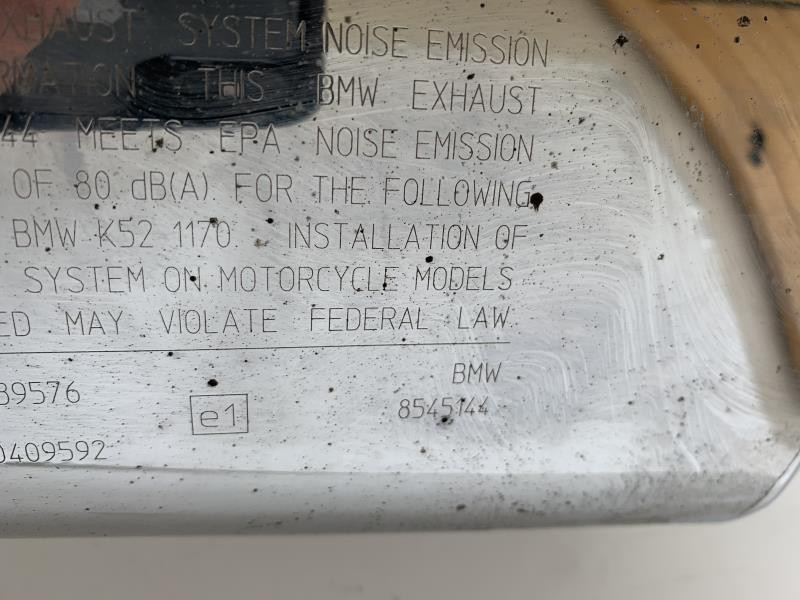 EXHAUST SYSTEM NOISE EMISSION
RMATION THIS BMW EXHAUST
44 MEETS EPA NOISE EMISSION
OF 80 dB(A) FOR THE FOLLOWING
BMW K52 1170. INSTALLATION OF
SYSTEM ON MOTORCYCLE MODELS
ED MAY VIOLATE FEDERAL LAW
BMW
89576
e1
8545144
0409592